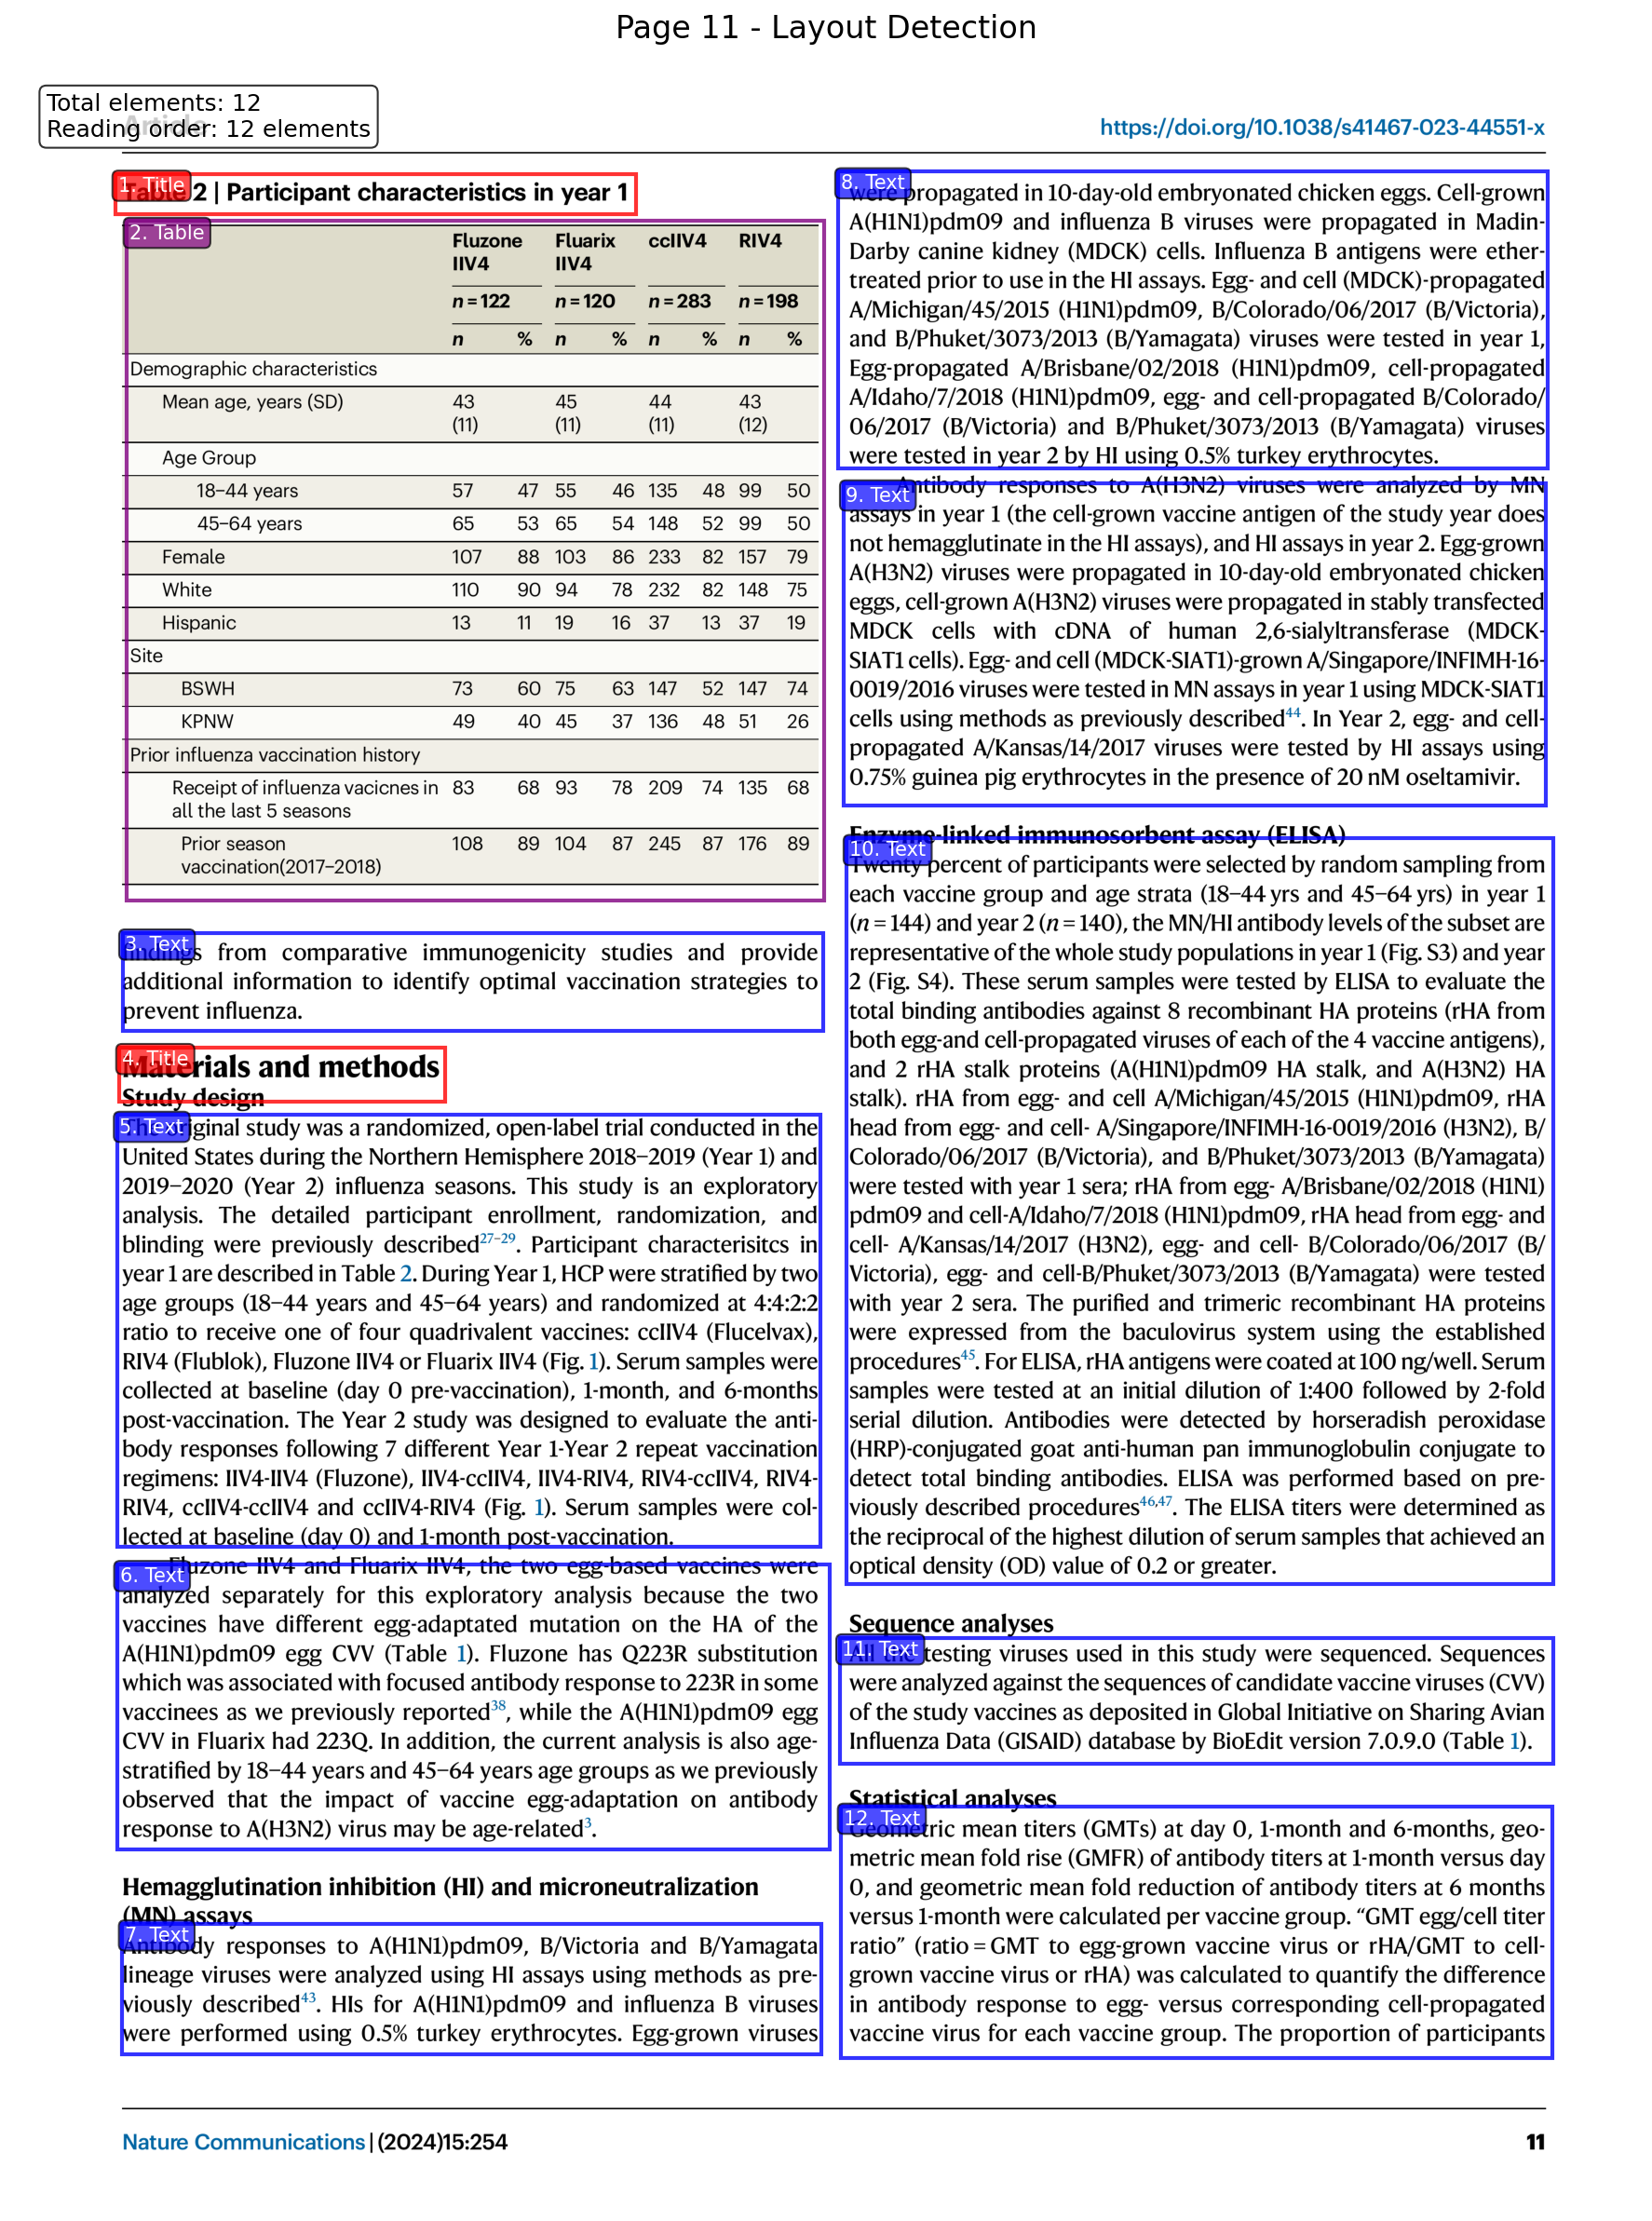 Page 11 - Layout Detection
Total elements: 12
Reading order: 12 elements
Article
https://doi.org/10.1038/s41467-023-44551-x
1. Title
Table 2 | Participant characteristics in year 1
2. Table
Fluzone IIV4 Fluarix IIV4 ccIIV4 RIV4
n = 122 n = 120 n = 283 n = 198
n % n % n % n %
Demographic characteristics
Mean age, years (SD) 43 (11) 45 (11) 44 (11) 43 (12)
Age Group
18–44 years 57 47 55 46 135 48 99 50
45–64 years 65 53 65 54 148 52 99 50
Female 107 88 103 86 233 82 157 79
White 110 90 94 78 232 82 148 75
Hispanic 13 11 19 16 37 13 37 19
Site
BSWH 73 60 75 63 147 52 147 74
KPNW 49 40 45 37 136 48 51 26
Prior influenza vaccination history
Receipt of influenza vacicnes in 83 68 93 78 209 74 135 68
all the last 5 seasons
Prior season 108 89 104 87 245 87 176 89
vaccination(2017–2018)
3. Text
findings from comparative immunogenicity studies and provide
additional information to identify optimal vaccination strategies to
prevent influenza.
4. Title
Materials and methods
Study design
5. Text
The original study was a randomized, open-label trial conducted in the
United States during the Northern Hemisphere 2018–2019 (Year 1) and
2019–2020 (Year 2) influenza seasons. This study is an exploratory
analysis. The detailed participant enrollment, randomization, and
blinding were previously described27–29. Participant characterisitcs in
year 1 are described in Table 2. During Year 1, HCP were stratified by two
age groups (18–44 years and 45–64 years) and randomized at 4:4:2:2
ratio to receive one of four quadrivalent vaccines: ccIIV4 (Flucelvax),
RIV4 (Flublok), Fluzone IIV4 or Fluarix IIV4 (Fig. 1). Serum samples were
collected at baseline (day 0 pre-vaccination), 1-month, and 6-months
post-vaccination. The Year 2 study was designed to evaluate the anti-
body responses following 7 different Year 1-Year 2 repeat vaccination
regimens: IIV4-IIV4 (Fluzone), IIV4-ccIIV4, IIV4-RIV4, RIV4-ccIIV4, RIV4-
RIV4, ccIIV4-ccIIV4 and ccIIV4-RIV4 (Fig. 1). Serum samples were col-
lected at baseline (day 0) and 1-month post-vaccination.
6. Text
Fluzone IIV4 and Fluarix IIV4, the two egg-based vaccines were
analyzed separately for this exploratory analysis because the two
vaccines have different egg-adaptated mutation on the HA of the
A(H1N1)pdm09 egg CVV (Table 1). Fluzone has Q223R substitution
which was associated with focused antibody response to 223R in some
vaccinees as we previously reported38, while the A(H1N1)pdm09 egg
CVV in Fluarix had 223Q. In addition, the current analysis is also age-
stratified by 18–44 years and 45–64 years age groups as we previously
observed that the impact of vaccine egg-adaptation on antibody
response to A(H3N2) virus may be age-related3.
Hemagglutination inhibition (HI) and microneutralization
(MN) assays
7. Text
Antibody responses to A(H1N1)pdm09, B/Victoria and B/Yamagata
lineage viruses were analyzed using HI assays using methods as pre-
viously described43. HIs for A(H1N1)pdm09 and influenza B viruses
were performed using 0.5% turkey erythrocytes. Egg-grown viruses
8. Text
were propagated in 10-day-old embryonated chicken eggs. Cell-grown
A(H1N1)pdm09 and influenza B viruses were propagated in Madin-
Darby canine kidney (MDCK) cells. Influenza B antigens were ether-
treated prior to use in the HI assays. Egg- and cell (MDCK)-propagated
A/Michigan/45/2015 (H1N1)pdm09, B/Colorado/06/2017 (B/Victoria),
and B/Phuket/3073/2013 (B/Yamagata) viruses were tested in year 1,
Egg-propagated A/Brisbane/02/2018 (H1N1)pdm09, cell-propagated
A/Idaho/7/2018 (H1N1)pdm09, egg- and cell-propagated B/Colorado/
06/2017 (B/Victoria) and B/Phuket/3073/2013 (B/Yamagata) viruses
were tested in year 2 by HI using 0.5% turkey erythrocytes.
9. Text
Antibody responses to A(H3N2) viruses were analyzed by MN
assays in year 1 (the cell-grown vaccine antigen of the study year does
not hemagglutinate in the HI assays), and HI assays in year 2. Egg-grown
A(H3N2) viruses were propagated in 10-day-old embryonated chicken
eggs, cell-grown A(H3N2) viruses were propagated in stably transfected
MDCK cells with cDNA of human 2,6-sialyltransferase (MDCK-
SIAT1 cells). Egg- and cell (MDCK-SIAT1)-grown A/Singapore/INFIMH-16-
0019/2016 viruses were tested in MN assays in year 1 using MDCK-SIAT1
cells using methods as previously described44. In Year 2, egg- and cell-
propagated A/Kansas/14/2017 viruses were tested by HI assays using
0.75% guinea pig erythrocytes in the presence of 20 nM oseltamivir.
Enzyme-linked immunosorbent assay (ELISA)
10. Text
Twenty percent of participants were selected by random sampling from
each vaccine group and age strata (18–44 yrs and 45–64 yrs) in year 1
(n = 144) and year 2 (n = 140), the MN/HI antibody levels of the subset are
representative of the whole study populations in year 1 (Fig. S3) and year
2 (Fig. S4). These serum samples were tested by ELISA to evaluate the
total binding antibodies against 8 recombinant HA proteins (rHA from
both egg-and cell-propagated viruses of each of the 4 vaccine antigens),
and 2 rHA stalk proteins (A(H1N1)pdm09 HA stalk, and A(H3N2) HA
stalk). rHA from egg- and cell A/Michigan/45/2015 (H1N1)pdm09, rHA
head from egg- and cell- A/Singapore/INFIMH-16-0019/2016 (H3N2), B/
Colorado/06/2017 (B/Victoria), and B/Phuket/3073/2013 (B/Yamagata)
were tested with year 1 sera; rHA from egg- A/Brisbane/02/2018 (H1N1)
pdm09 and cell-A/Idaho/7/2018 (H1N1)pdm09, rHA head from egg- and
cell- A/Kansas/14/2017 (H3N2), egg- and cell- B/Colorado/06/2017 (B/
Victoria), egg- and cell-B/Phuket/3073/2013 (B/Yamagata) were tested
with year 2 sera. The purified and trimeric recombinant HA proteins
were expressed from the baculovirus system using the established
procedures45. For ELISA, rHA antigens were coated at 100 ng/well. Serum
samples were tested at an initial dilution of 1:400 followed by 2-fold
serial dilution. Antibodies were detected by horseradish peroxidase
(HRP)-conjugated goat anti-human pan immunoglobulin conjugate to
detect total binding antibodies. ELISA was performed based on pre-
viously described procedures46,47. The ELISA titers were determined as
the reciprocal of the highest dilution of serum samples that achieved an
optical density (OD) value of 0.2 or greater.
Sequence analyses
11. Text
All the testing viruses used in this study were sequenced. Sequences
were analyzed against the sequences of candidate vaccine viruses (CVV)
of the study vaccines as deposited in Global Initiative on Sharing Avian
Influenza Data (GISAID) database by BioEdit version 7.0.9.0 (Table 1).
Statistical analyses
12. Text
Geometric mean titers (GMTs) at day 0, 1-month and 6-months, geo-
metric mean fold rise (GMFR) of antibody titers at 1-month versus day
0, and geometric mean fold reduction of antibody titers at 6 months
versus 1-month were calculated per vaccine group. “GMT egg/cell titer
ratio” (ratio = GMT to egg-grown vaccine virus or rHA/GMT to cell-
grown vaccine virus or rHA) was calculated to quantify the difference
in antibody response to egg- versus corresponding cell-propagated
vaccine virus for each vaccine group. The proportion of participants
Nature Communications | (2024)15:254
11